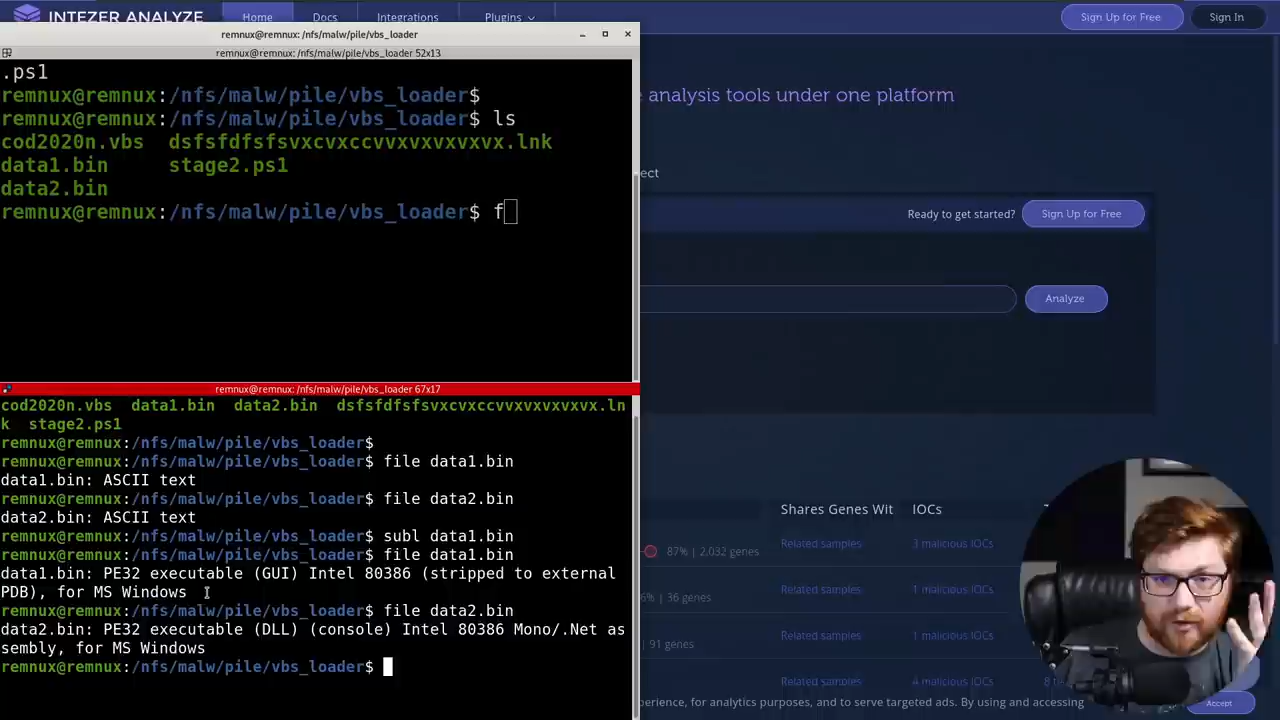 INTEZER ANALYZE
Home
Docs
Integrations
Plugins
Sign Up for Free
Sign In
remnux@remnux: /nfs/malw/pile/vbs_loader
remnux@remnux: /nfs/malw/pile/vbs_loader 52x13
.ps1
remnux@remnux:/nfs/malw/pile/vbs_loader$
remnux@remnux:/nfs/malw/pile/vbs_loader$ ls
cod2020n.vbs dsfsfdfsfsvxcvxccvvxvxvxvxvx.lnk
data1.bin stage2.ps1
data2.bin
remnux@remnux:/nfs/malw/pile/vbs_loader$ f
analysis tools under one platform
ect
Ready to get started?
Sign Up for Free
Analyze
remnux@remnux: /nfs/malw/pile/vbs_loader 67x17
cod2020n.vbs data1.bin data2.bin dsfsfdfsfsvxcvxccvvxvxvxvxvx.ln
k stage2.ps1
remnux@remnux:/nfs/malw/pile/vbs_loader$
remnux@remnux:/nfs/malw/pile/vbs_loader$ file data1.bin
data1.bin: ASCII text
remnux@remnux:/nfs/malw/pile/vbs_loader$ file data2.bin
data2.bin: ASCII text
remnux@remnux:/nfs/malw/pile/vbs_loader$ subl data1.bin
remnux@remnux:/nfs/malw/pile/vbs_loader$ file data1.bin
data1.bin: PE32 executable (GUI) Intel 80386 (stripped to external
PDB), for MS Windows
remnux@remnux:/nfs/malw/pile/vbs_loader$ file data2.bin
data2.bin: PE32 executable (DLL) (console) Intel 80386 Mono/.Net as
sembly, for MS Windows
remnux@remnux:/nfs/malw/pile/vbs_loader$
Shares Genes Wit
IOCs
87% | 2,032 genes
Related samples
3 malicious IOCs
6% | 36 genes
Related samples
1 malicious IOCs
| 91 genes
Related samples
1 malicious IOCs
Related samples
4 malicious IOCs
perience, for analytics purposes, and to serve targeted ads. By using and accessing
Accept